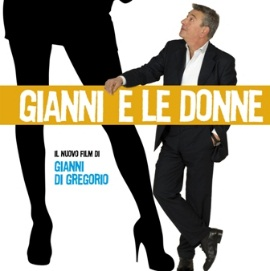 GIANNI E LE DONNE
IL NUOVO FILM DI
GIANNI
DI GREGORIO